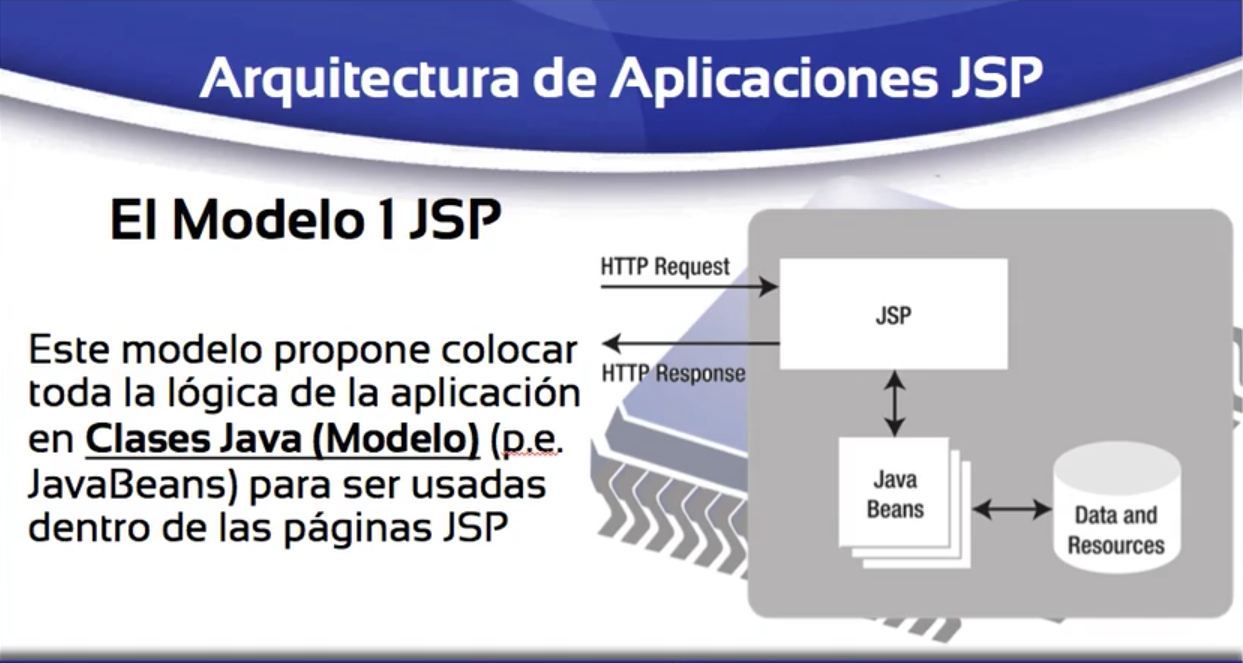 Arquitectura de Aplicaciones JSP
El Modelo 1 JSP
Este modelo propone colocar
toda la lógica de la aplicación
en Clases Java (Modelo) (p.e.
JavaBeans) para ser usadas
dentro de las páginas JSP
HTTP Request
HTTP Response
JSP
Java
Beans
Data and
Resources